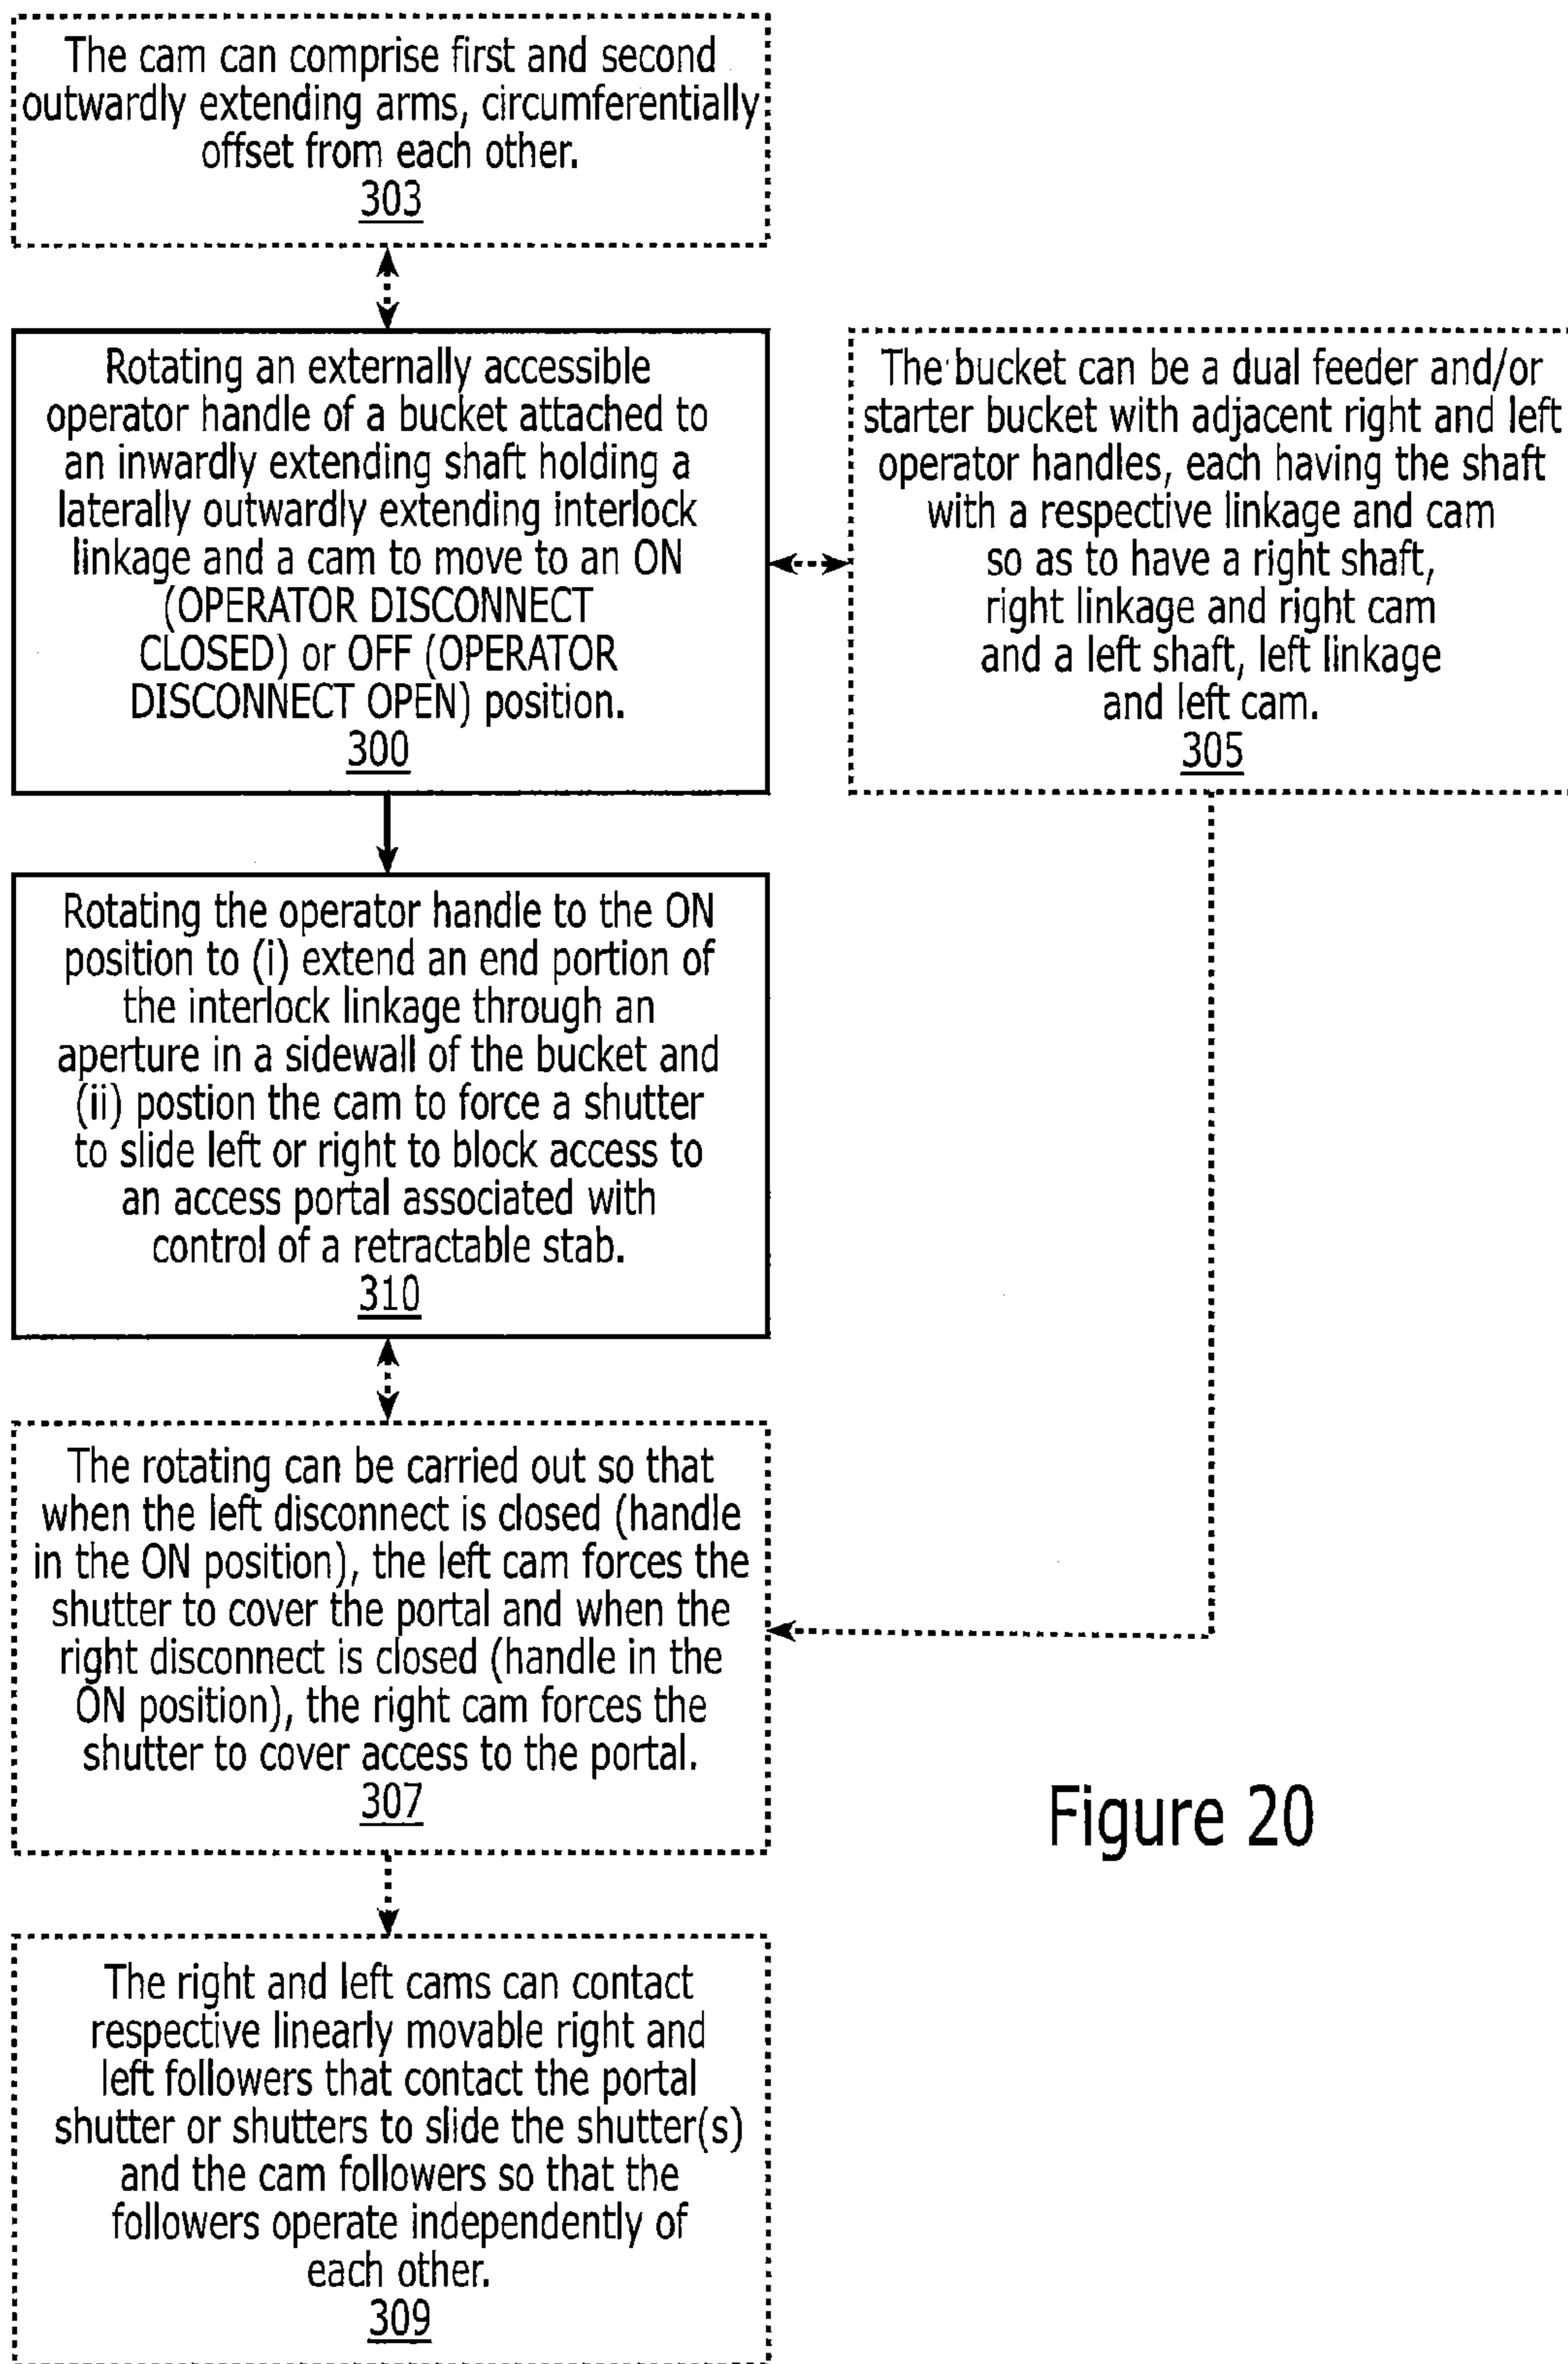 The cam can comprise first and second
outwardly extending arms, circumferentially
offset from each other.
303
Rotating an externally accessible
operator handle of a bucket attached to
an inwardly extending shaft holding a
laterally outwardly extending interlock
linkage and a cam to move to an ON
(OPERATOR DISCONNECT
CLOSED) or OFF (OPERATOR
DISCONNECT OPEN) position.
300
The bucket can be a dual feeder and/or
starter bucket with adjacent right and left
operator handles, each having the shaft
with a respective linkage and cam
so as to have a right shaft,
right linkage and right cam
and a left shaft, left linkage
and left cam.
305
Rotating the operator handle to the ON
position to (i) extend an end portion of
the interlock linkage through an
aperture in a sidewall of the bucket and
(ii) postion the cam to force a shutter
to slide left or right to block access to
an access portal associated with
control of a retractable stab.
310
The rotating can be carried out so that
when the left disconnect is closed (handle
in the ON position), the left cam forces the
shutter to cover the portal and when the
right disconnect is closed (handle in the
ON position), the right cam forces the
shutter to cover access to the portal.
307
The right and left cams can contact
respective linearly movable right and
left followers that contact the portal
shutter or shutters to slide the shutter(s)
and the cam followers so that the
followers operate independently of
each other.
309
Figure 20